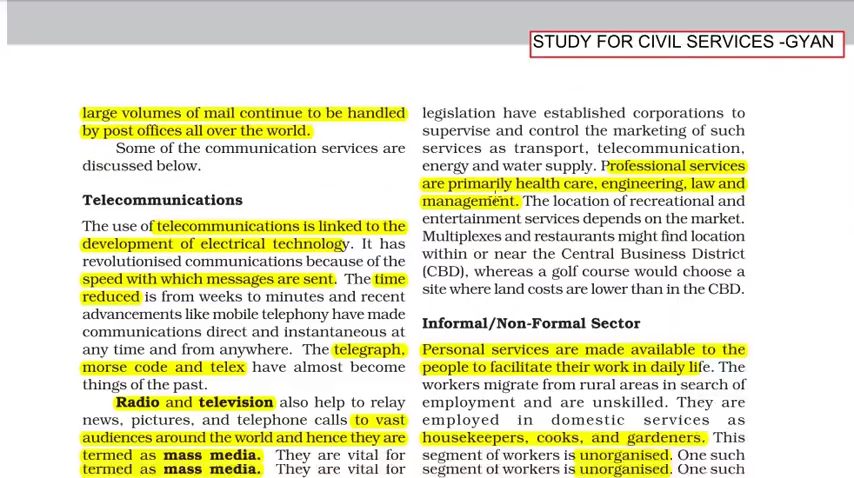 STUDY FOR CIVIL SERVICES -GYAN
large volumes of mail continue to be handled
by post offices all over the world.
Some of the communication services are
discussed below.
Telecommunications
The use of telecommunications is linked to the
development of electrical technology. It has
revolutionised communications because of the
speed with which messages are sent. The time
reduced is from weeks to minutes and recent
advancements like mobile telephony have made
communications direct and instantaneous at
any time and from anywhere. The telegraph,
morse code and telex have almost become
things of the past.
Radio and television also help to relay
news, pictures, and telephone calls to vast
audiences around the world and hence they are
termed as mass media. They are vital for
termed as mass media. They are vital for
legislation have established corporations to
supervise and control the marketing of such
services as transport, telecommunication,
energy and water supply. Professional services
are primarily health care, engineering, law and
management. The location of recreational and
entertainment services depends on the market.
Multiplexes and restaurants might find location
within or near the Central Business District
(CBD), whereas a golf course would choose a
site where land costs are lower than in the CBD.
Informal/Non-Formal Sector
Personal services are made available to the
people to facilitate their work in daily life. The
workers migrate from rural areas in search of
employment and are unskilled. They are
employed in domestic services as
housekeepers, cooks, and gardeners. This
segment of workers is unorganised. One such
segment of workers is unorganised. One such